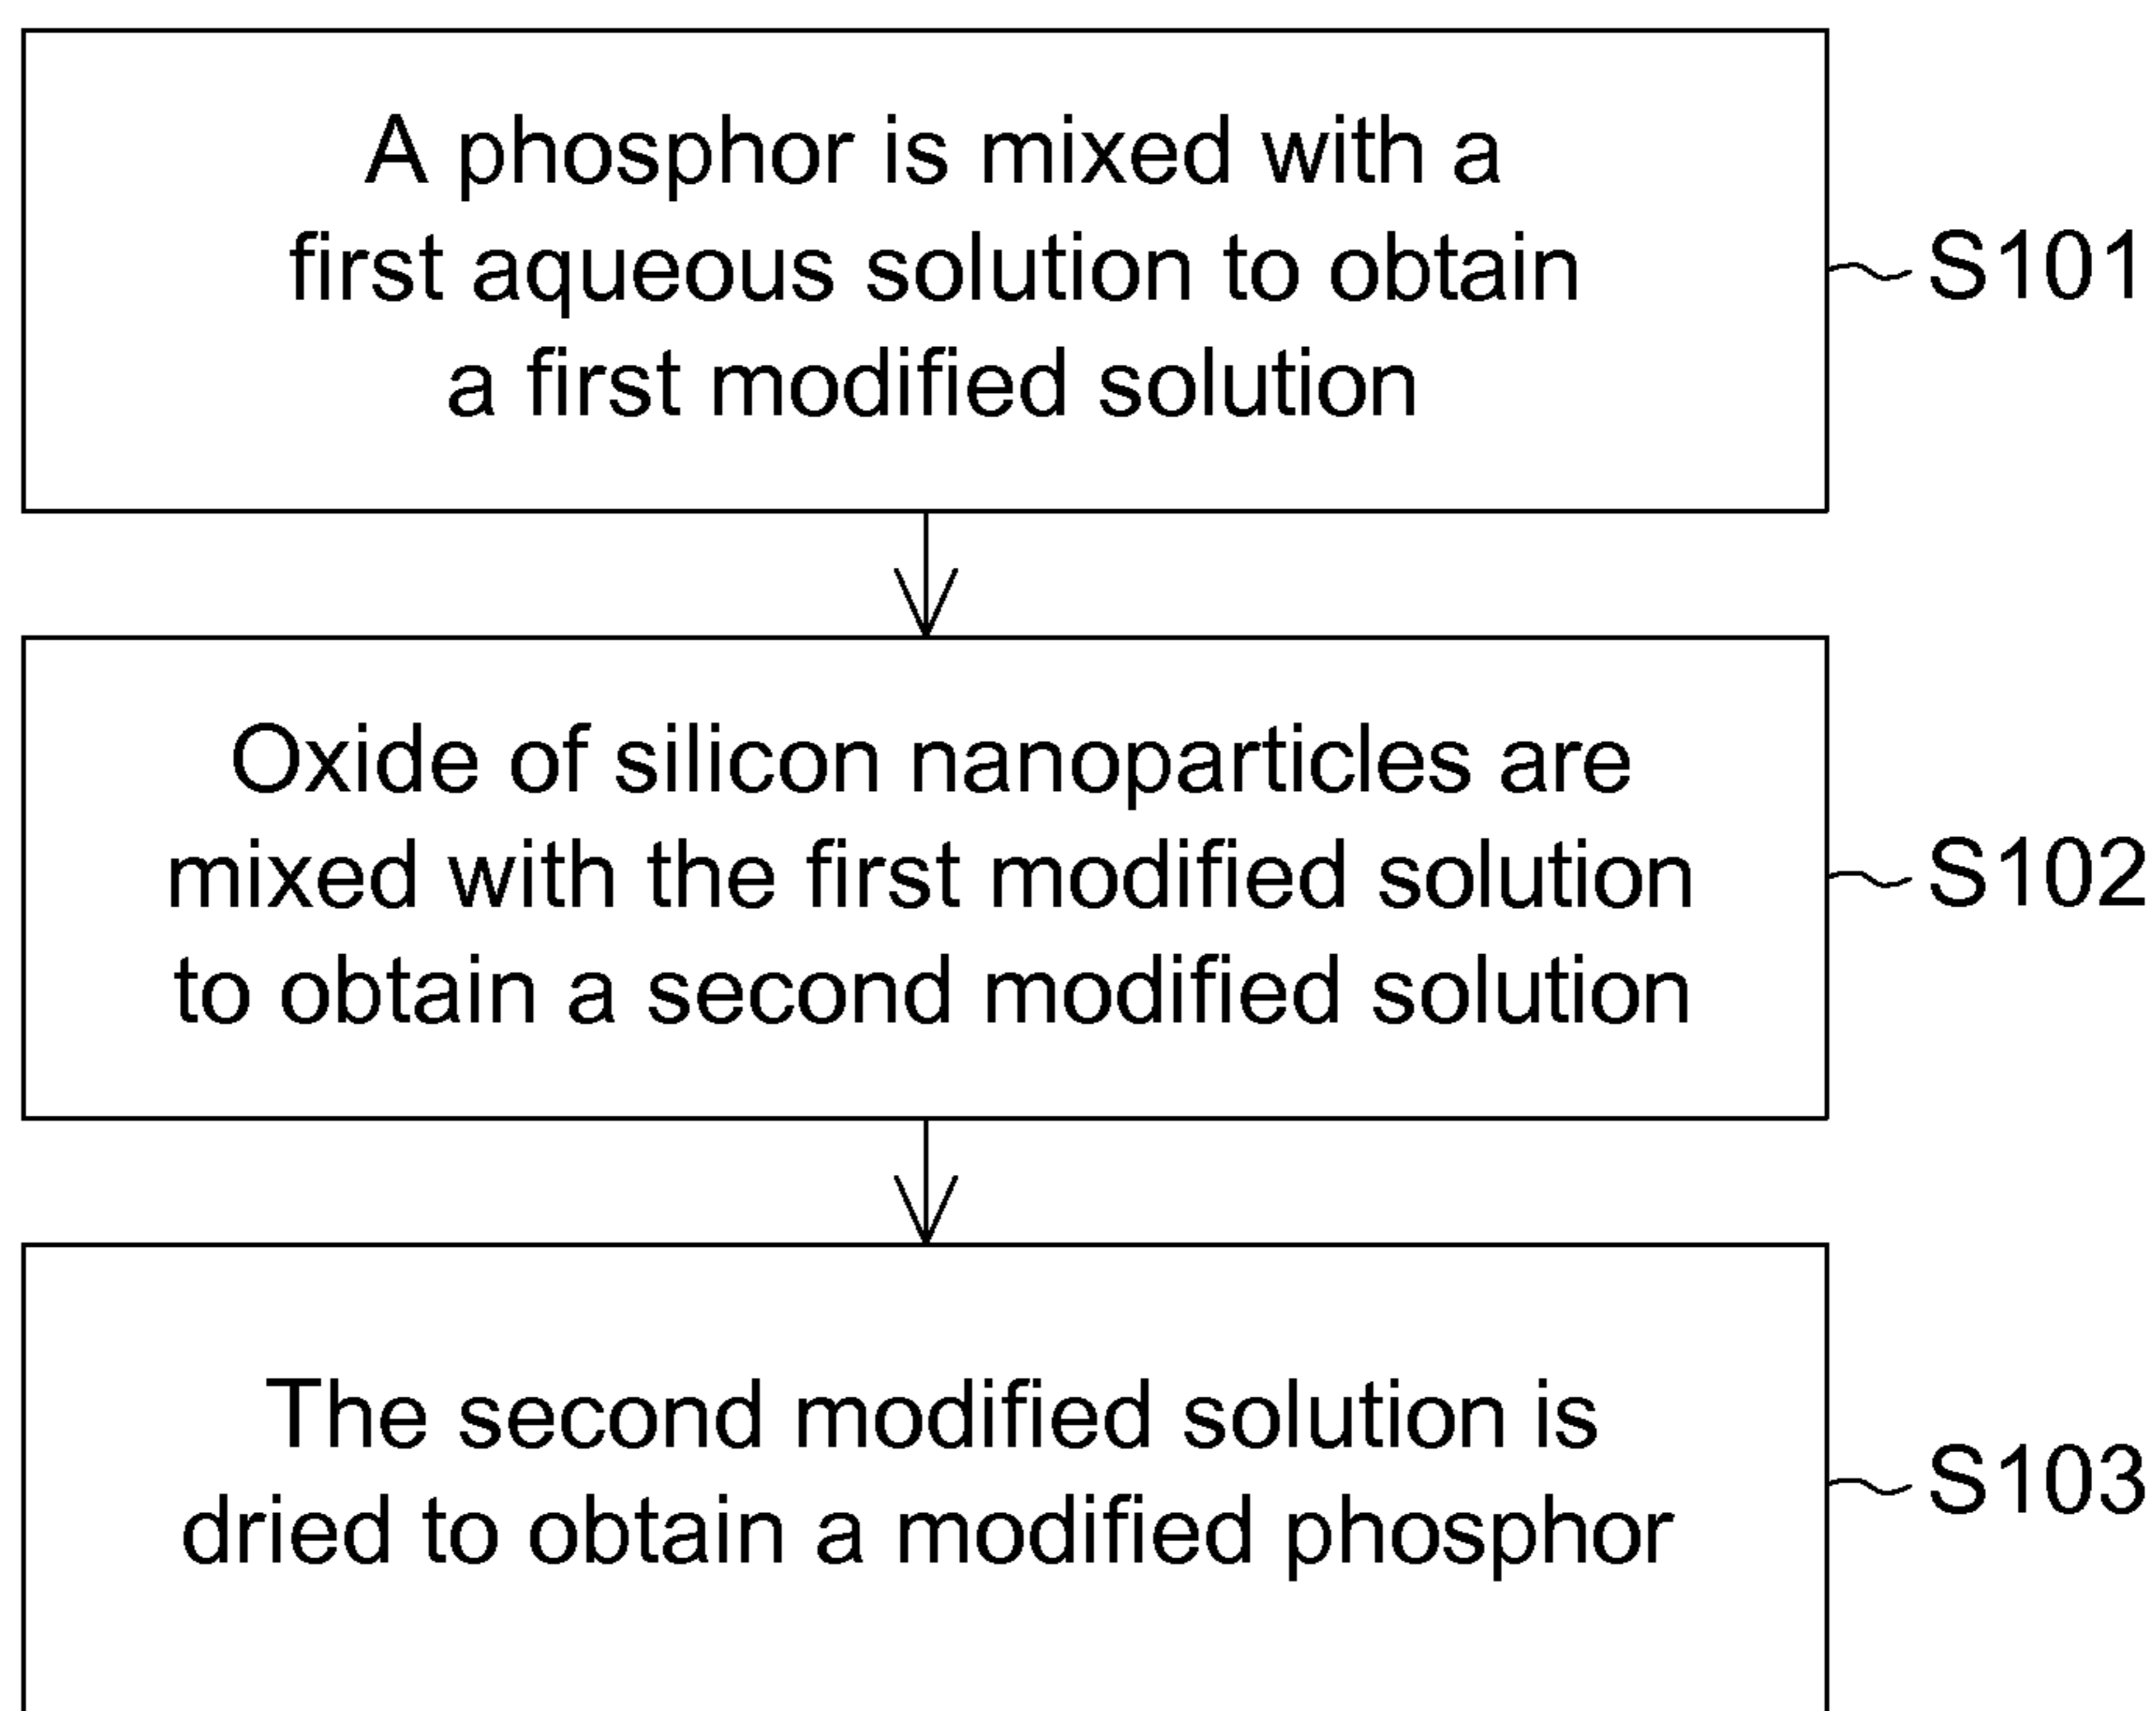 A phosphor is mixed with a
first aqueous solution to obtain
a first modified solution
S101
Oxide of silicon nanoparticles are
mixed with the first modified solution
to obtain a second modified solution
S102
The second modified solution is
dried to obtain a modified phosphor
S103